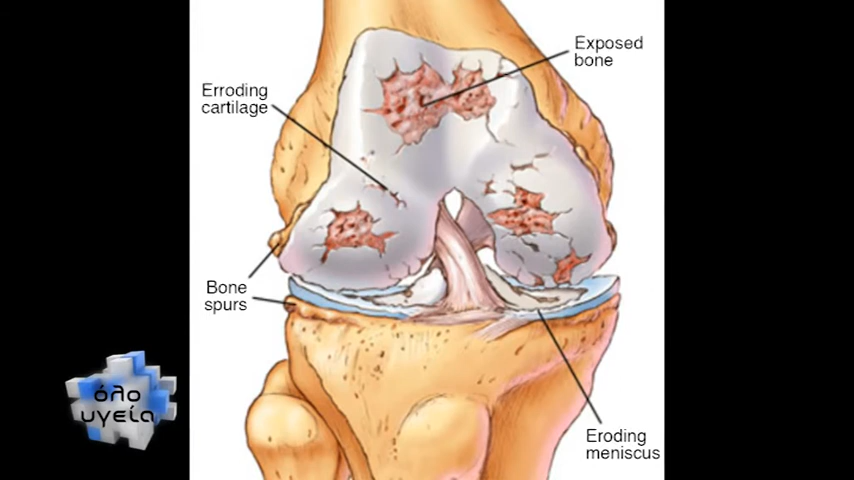 Exposed
bone
Erroding
cartilage
Bone
spurs
Eroding
meniscus
όλο
υγεία